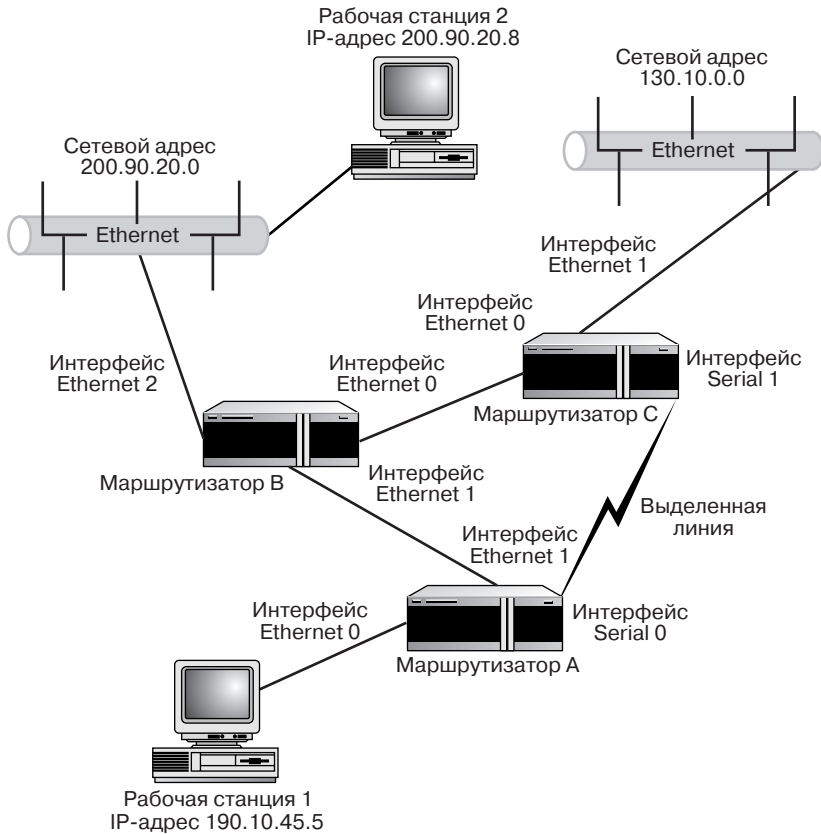 Рабочая станция 2
IP-адрес 200.90.20.8
Сетевой адрес
130.10.0.0
Ethernet
Сетевой адрес
200.90.20.0
Ethernet
Интерфейс
Ethernet 1
Интерфейс
Ethernet 0
Интерфейс
Ethernet 2
Интерфейс
Ethernet 0
Интерфейс
Serial 1
Маршрутизатор С
Маршрутизатор В
Интерфейс
Ethernet 1
Выделенная
линия
Интерфейс
Ethernet 1
Интерфейс
Ethernet 0
Интерфейс
Serial 0
Маршрутизатор А
Рабочая станция 1
IP-адрес 190.10.45.5